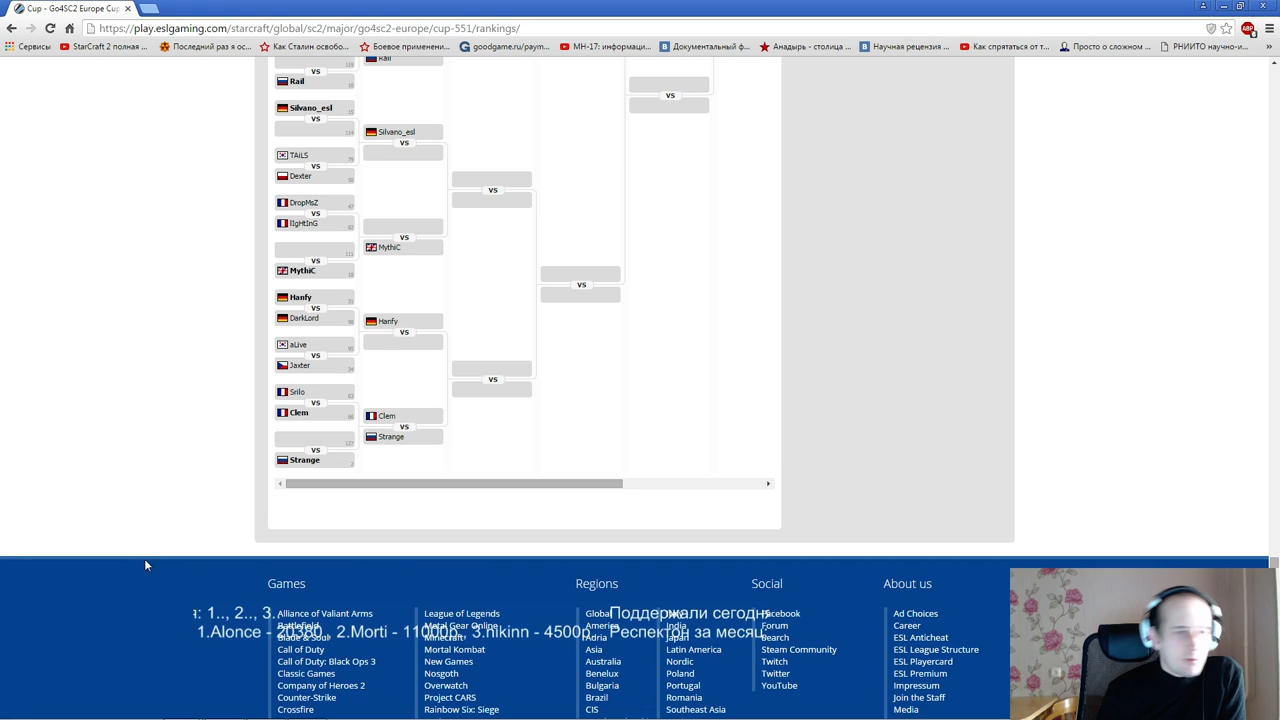 Cup - Go4SC2 Europe Cup
https://play.eslgaming.com/starcraft/global/sc2/major/go4sc2-europe/cup-551/rankings/
Сервисы StarCraft 2 полная ... Последний раз я ос... Как Сталин освобо... Боевое применени... goodgame.ru/paym... МН-17: информаци... Документальный ф... Анадырь - столица ... Научная рецензия ... Как спрятаться от т... Просто о сложном ... РНИИТО научно-и...
Rail
vs
Rail
vs
Silvano_esl
vs
Silvano_esl
vs
TAiLS
vs
Dexter
vs
DropMsZ
vs
lIgHtInG
vs
MythiC
vs
MythiC
Hanfy
vs
vs
DarkLord
Hanfy
vs
aLive
vs
Jaxter
vs
Srilo
vs
Clem
Clem
vs
Strange
vs
Strange
Games Regions Social About us
1.., 2.., 3..
Поддержали сегодня
1.Alonce - 20380 2.Morti - 11000р. 3.nikinn - 4500р
Респектон за месяц
Alliance of Valiant Arms
Battlefield
Blade & Soul
Call of Duty
Call of Duty: Black Ops 3
Classic Games
Company of Heroes 2
Counter-Strike
Crossfire
League of Legends
Metal Gear Online
Minecraft
Mortal Kombat
New Games
Nosgoth
Overwatch
Project CARS
Rainbow Six: Siege
Global
America
Adria
Asia
Australia
Benelux
Bulgaria
Brazil
CIS
Italy
India
Japan
Latin America
Nordic
Poland
Portugal
Romania
Southeast Asia
Facebook
Forum
Search
Steam Community
Twitch
Twitter
YouTube
Ad Choices
Career
ESL Anticheat
ESL League Structure
ESL Playercard
ESL Premium
Impressum
Join the Staff
Media